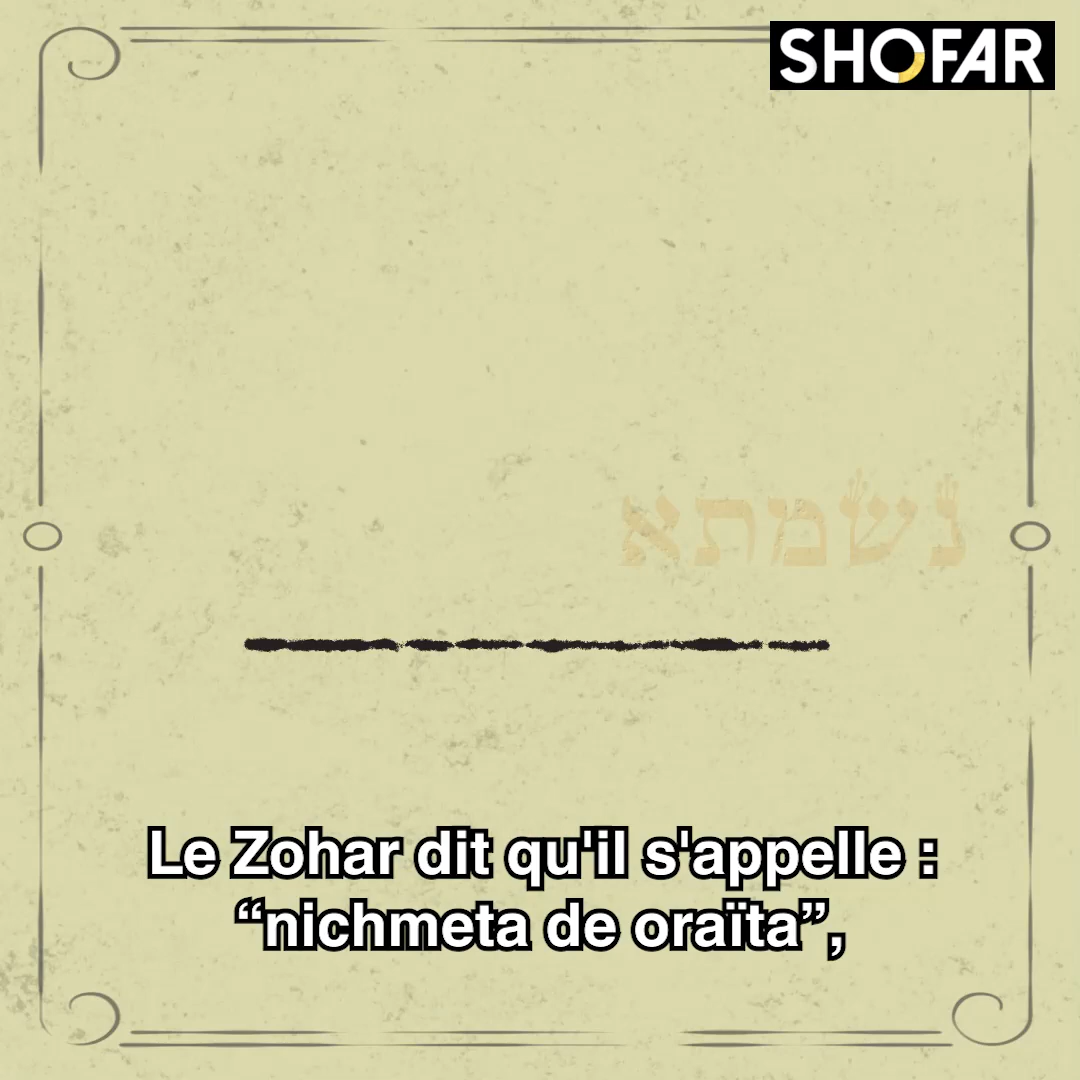 SHOFAR
נשמתא
Le Zohar dit qu'il s'appelle :
“nichmeta de oraïta”,